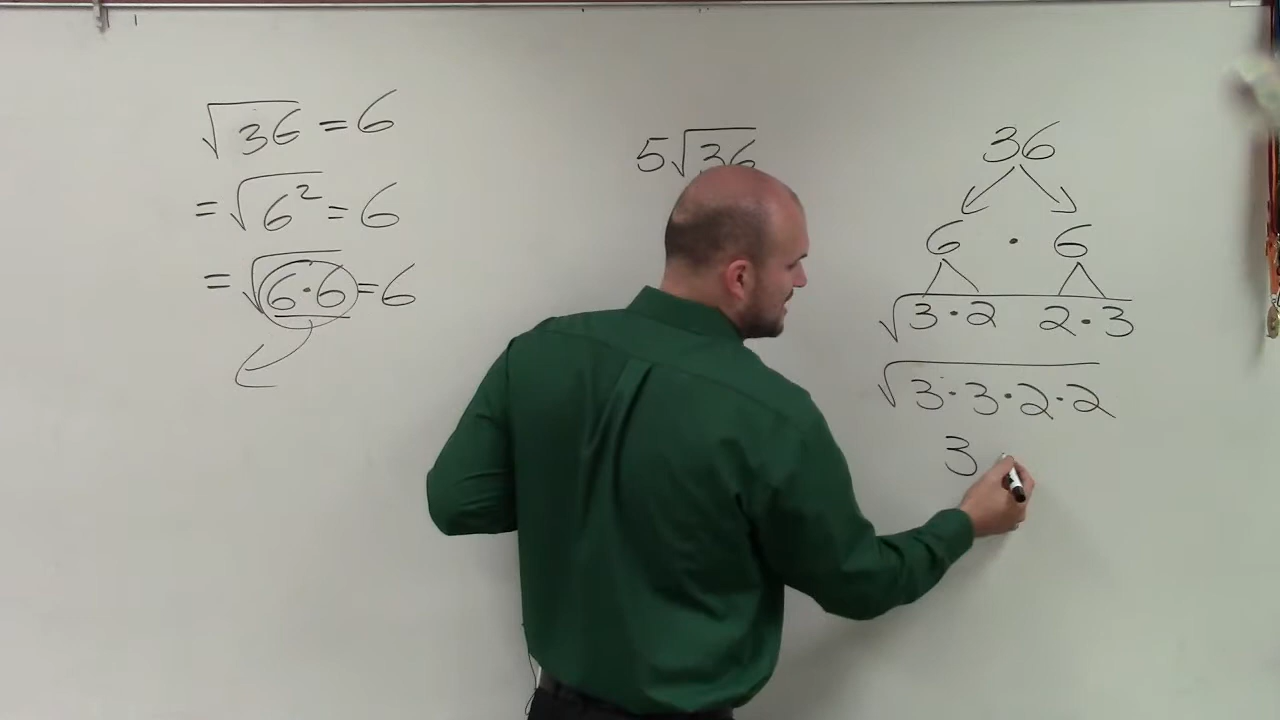 √36 = 6
= √6² = 6
= √6·6 = 6
5√36
36
6 · 6
√3·2 2·3
√3·3·2·2
3